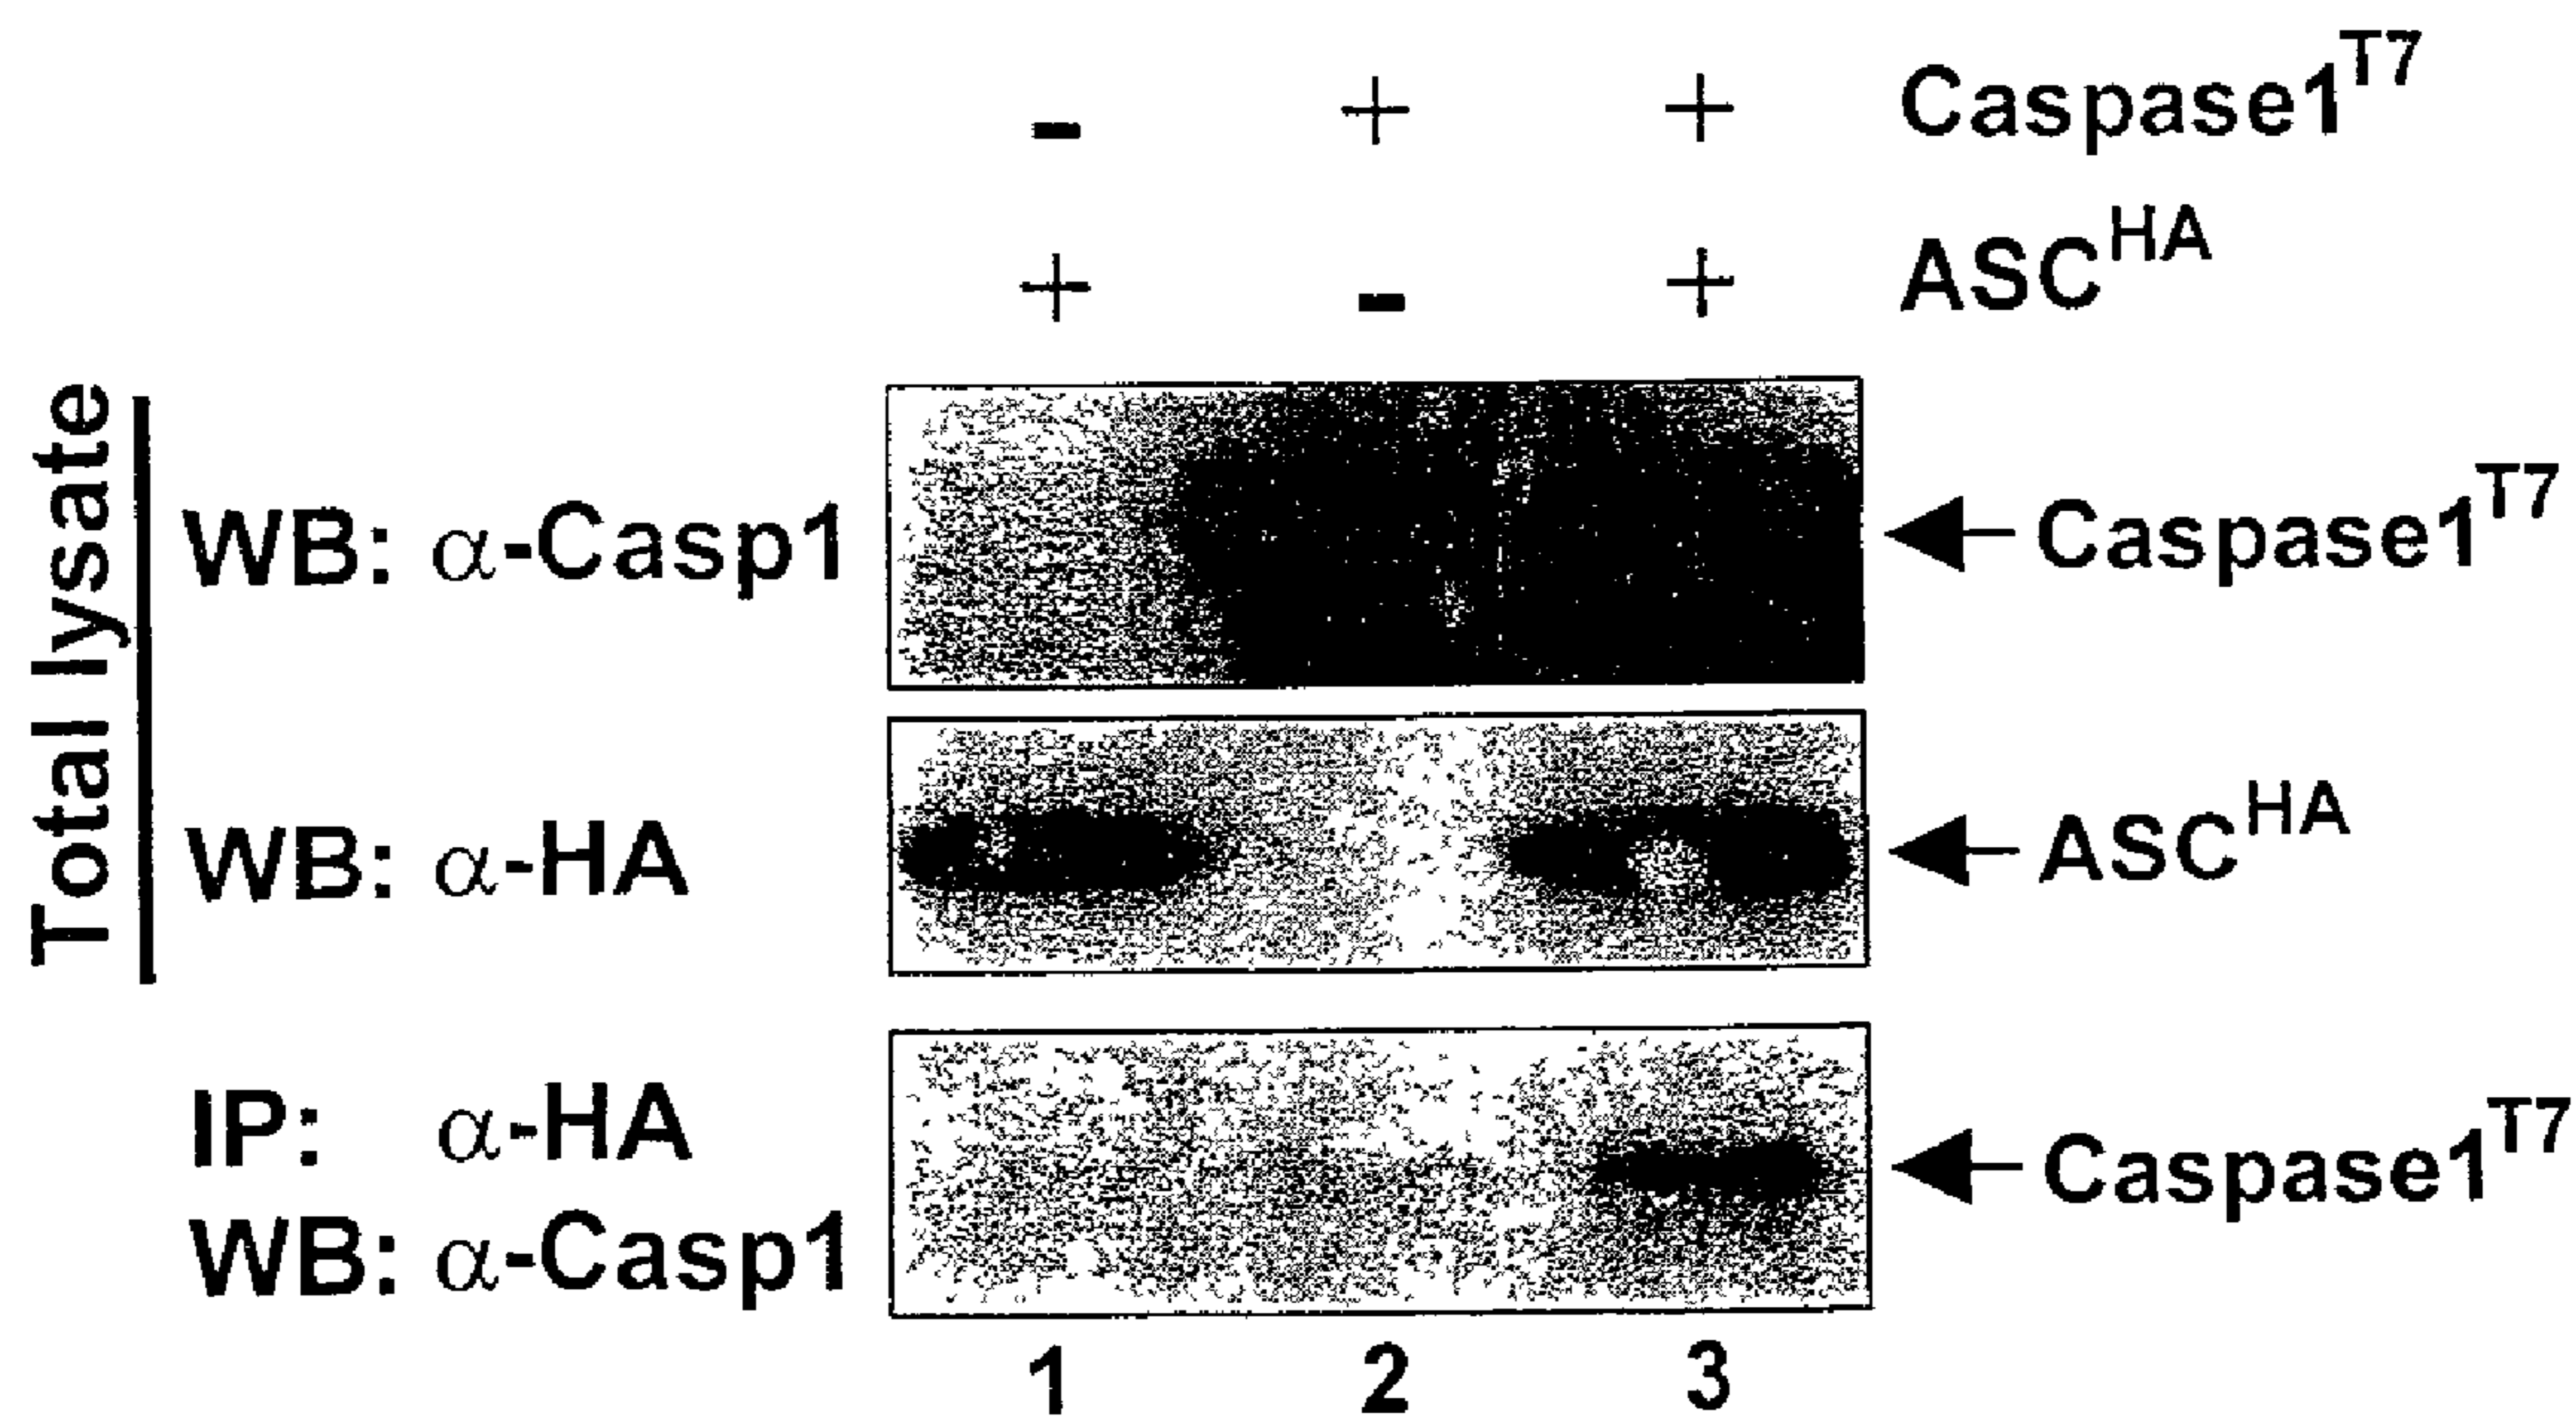 - + + Caspase1T7
+ - + ASCHA
Total lysate
WB: α-Casp1
Caspase1T7
WB: α-HA
ASCHA
IP: α-HA
WB: α-Casp1
Caspase1T7
1 2 3